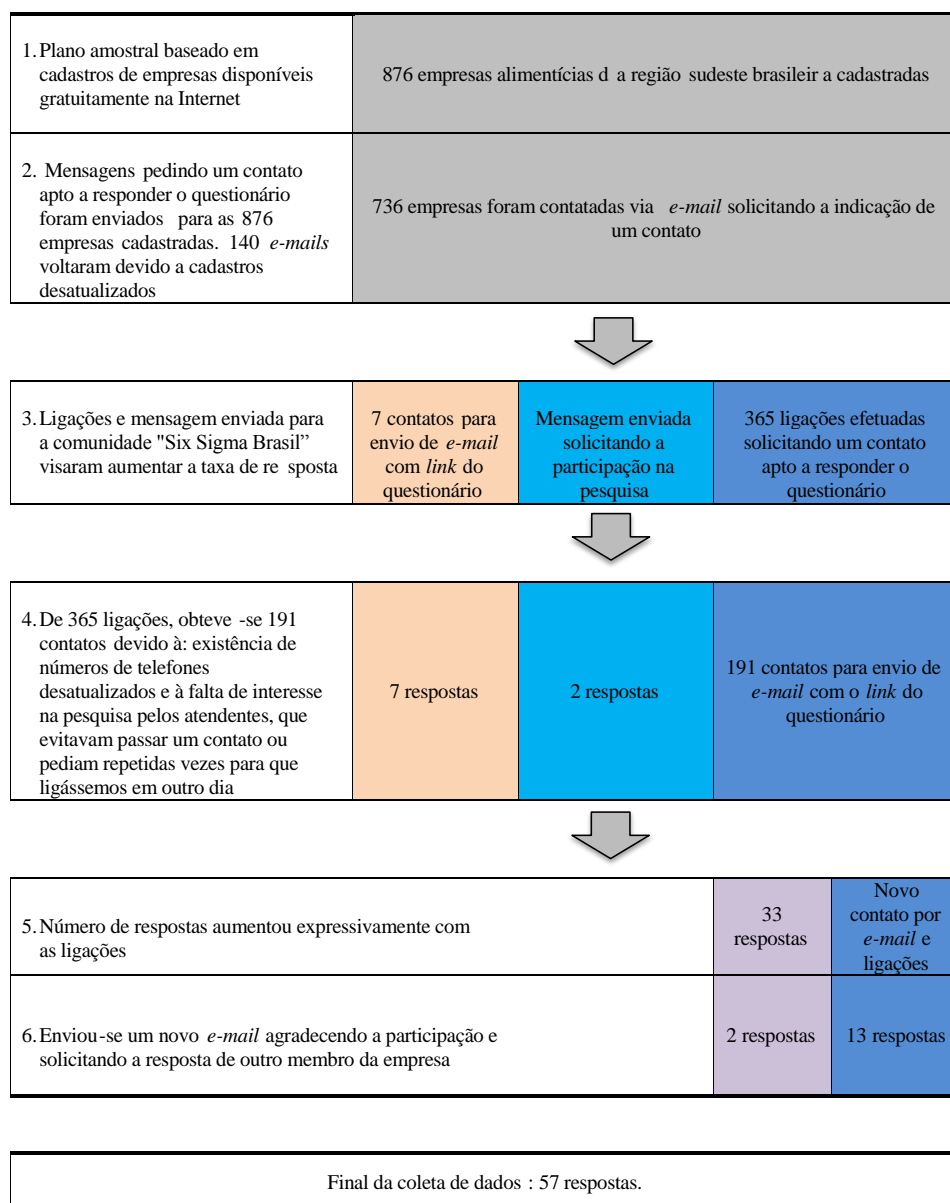 1. Plano amostral baseado em
cadastros de empresas disponíveis
gratuitamente na Internet
876 empresas alimentícias d a região sudeste brasileir a cadastradas
2. Mensagens pedindo um contato
apto a responder o questionário
foram enviados para as 876
empresas cadastradas. 140 e-mails
voltaram devido a cadastros
desatualizados
736 empresas foram contatadas via e-mail solicitando a indicação de
um contato
3. Ligações e mensagem enviada para
a comunidade "Six Sigma Brasil”
visaram aumentar a taxa de re sposta
7 contatos para
envio de e-mail
com link do
questionário
Mensagem enviada
solicitando a
participação na
pesquisa
365 ligações efetuadas
solicitando um contato
apto a responder o
questionário
4. De 365 ligações, obteve -se 191
contatos devido à: existência de
números de telefones
desatualizados e à falta de interesse
na pesquisa pelos atendentes, que
evitavam passar um contato ou
pediam repetidas vezes para que
ligássemos em outro dia
7 respostas
2 respostas
191 contatos para envio de
e-mail com o link do
questionário
5. Número de respostas aumentou expressivamente com
as ligações
33
respostas
Novo
contato por
e-mail e
ligações
6. Enviou-se um novo e-mail agradecendo a participação e
solicitando a resposta de outro membro da empresa
2 respostas
13 respostas
Final da coleta de dados : 57 respostas.